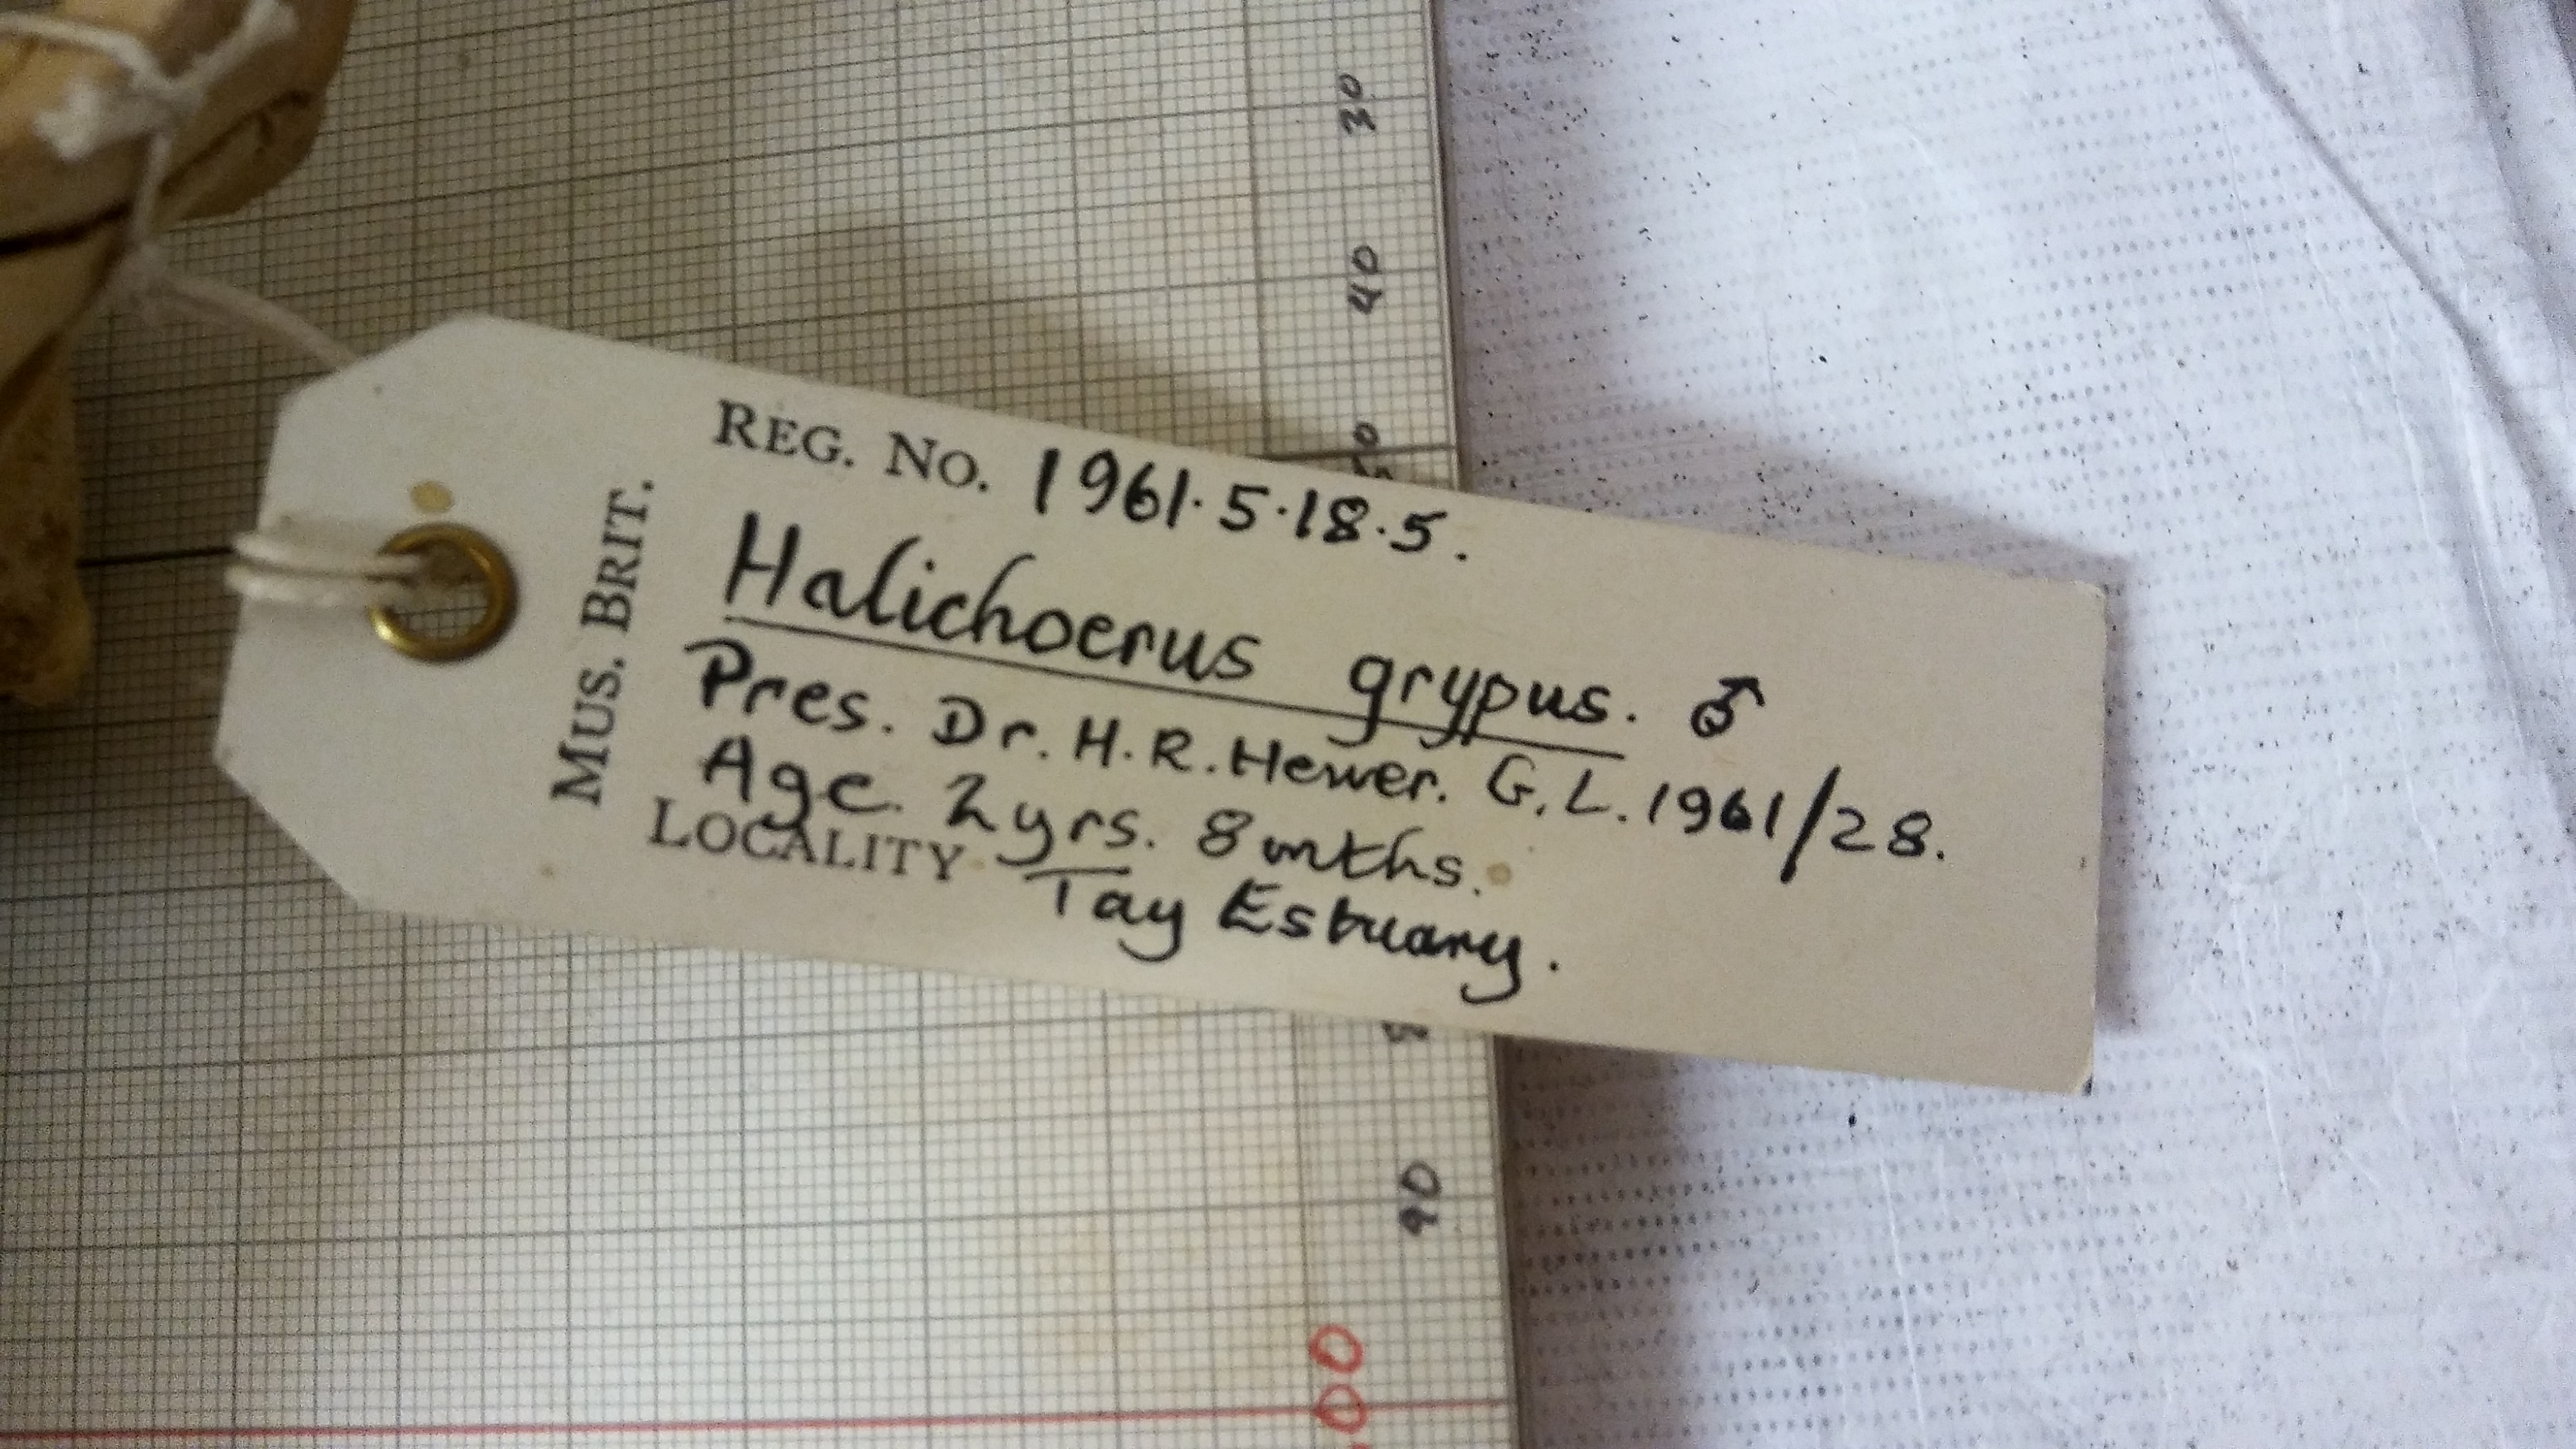 MUS. BRIT.
REG. No. 1961.5.18.5.
Halichoerus grypus. ♂
Pres. Dr. H.R. Hewer. G.L. 1961/28.
Age 2yrs. 8mths.
LOCALITY Tay Estuary.
00
90
40
30